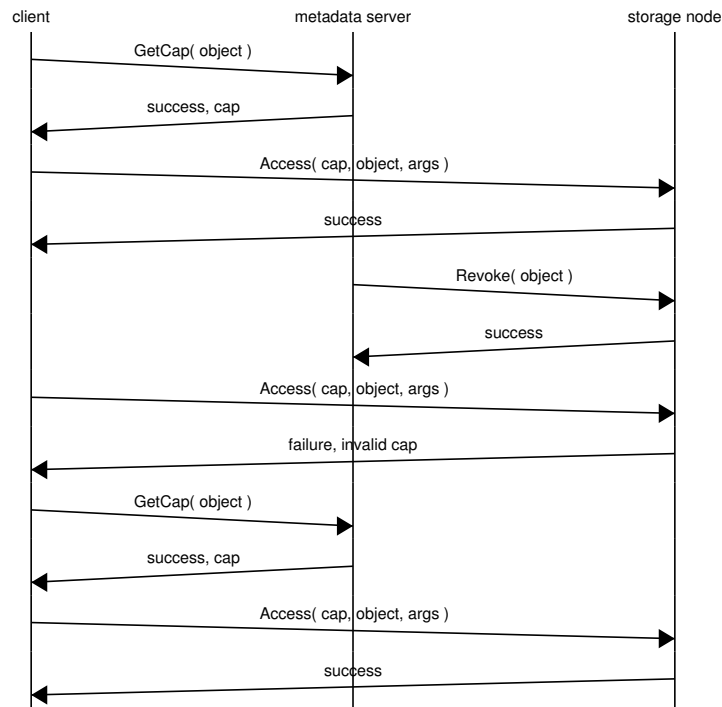 client metadata server storage node
GetCap( object )
success, cap
Access( cap, object, args )
success
Revoke( object )
success
Access( cap, object, args )
failure, invalid cap
GetCap( object )
success, cap
Access( cap, object, args )
success